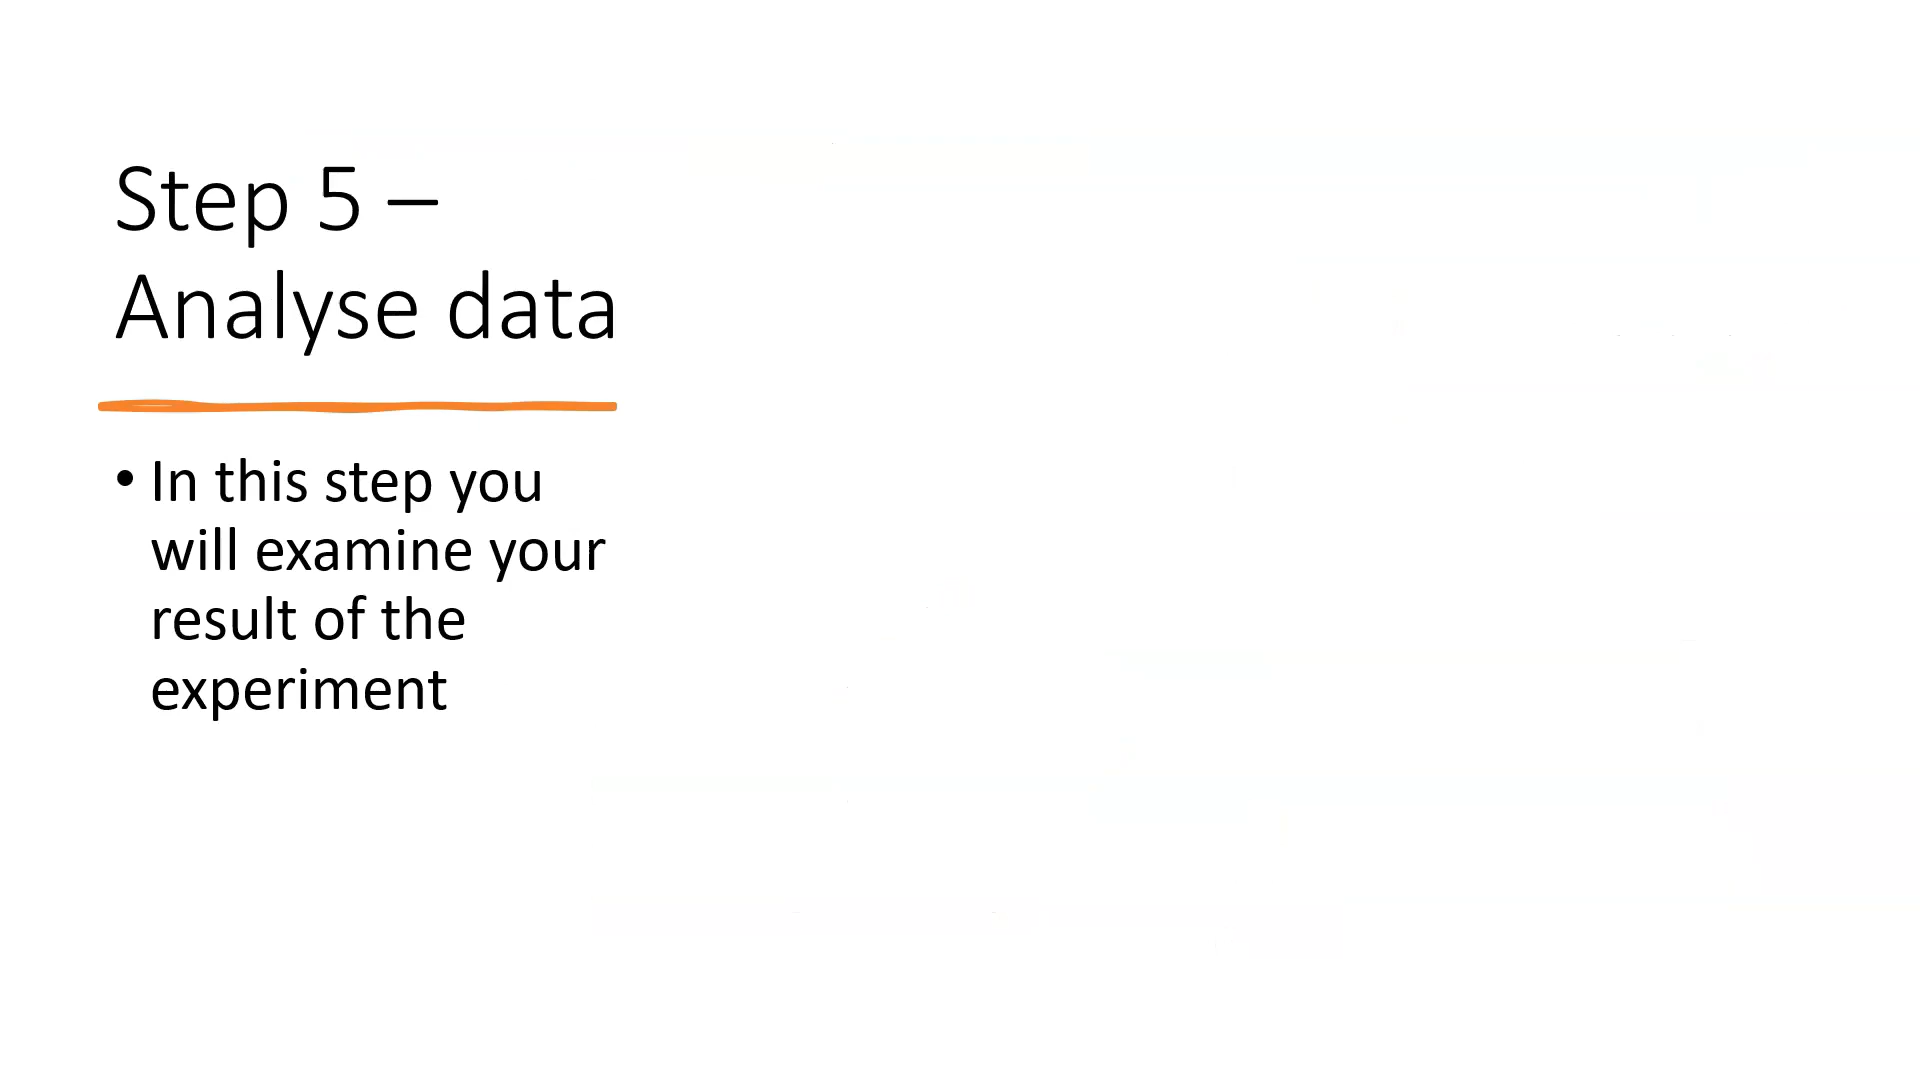 Step 5 –
Analyse data
• In this step you
will examine your
result of the
experiment